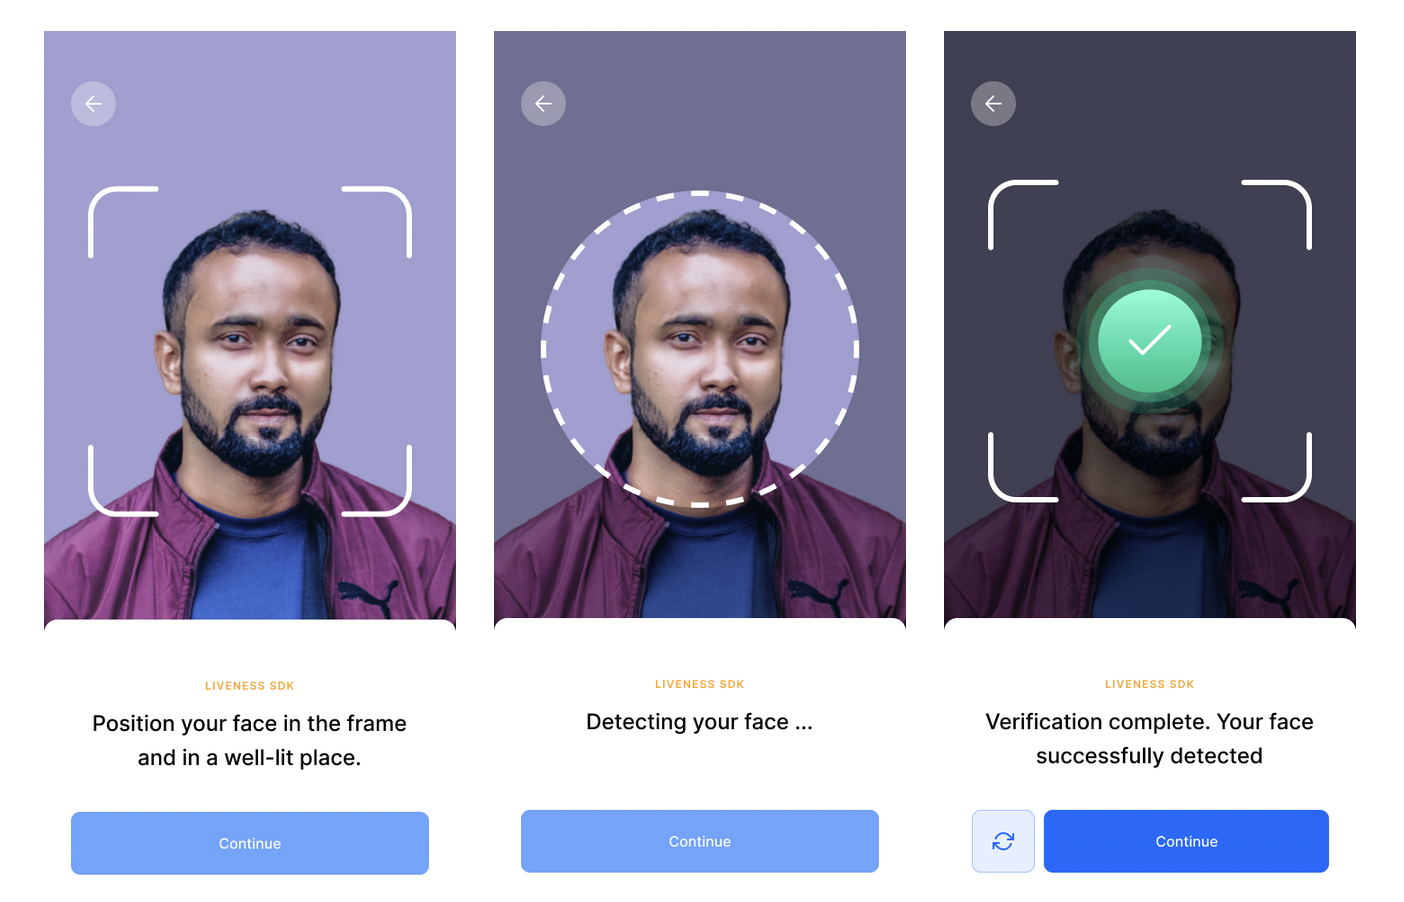 LIVENESS SDK
Position your face in the frame
and in a well-lit place.
Continue
LIVENESS SDK
Detecting your face ...
Continue
LIVENESS SDK
Verification complete. Your face
successfully detected
Continue